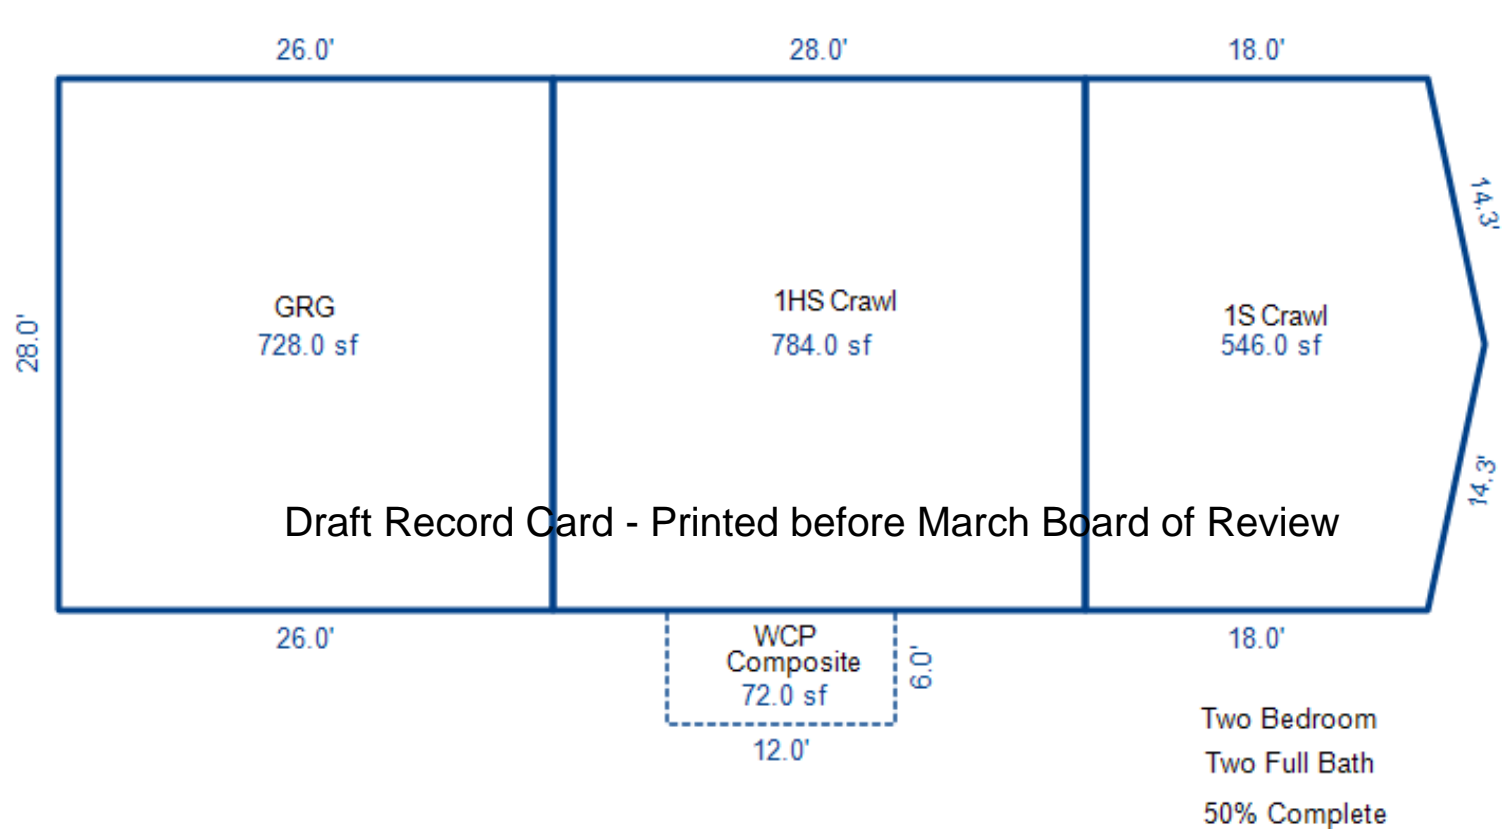 26.0'
28.0'
18.0'
14.3'
28.0'
GRG
728.0 sf
1HS Crawl
784.0 sf
1S Crawl
546.0 sf
14.3'
Draft Record Card - Printed before March Board of Review
26.0'
WCP
Composite
72.0 sf
6.0'
12.0'
18.0'
Two Bedroom
Two Full Bath
50% Complete